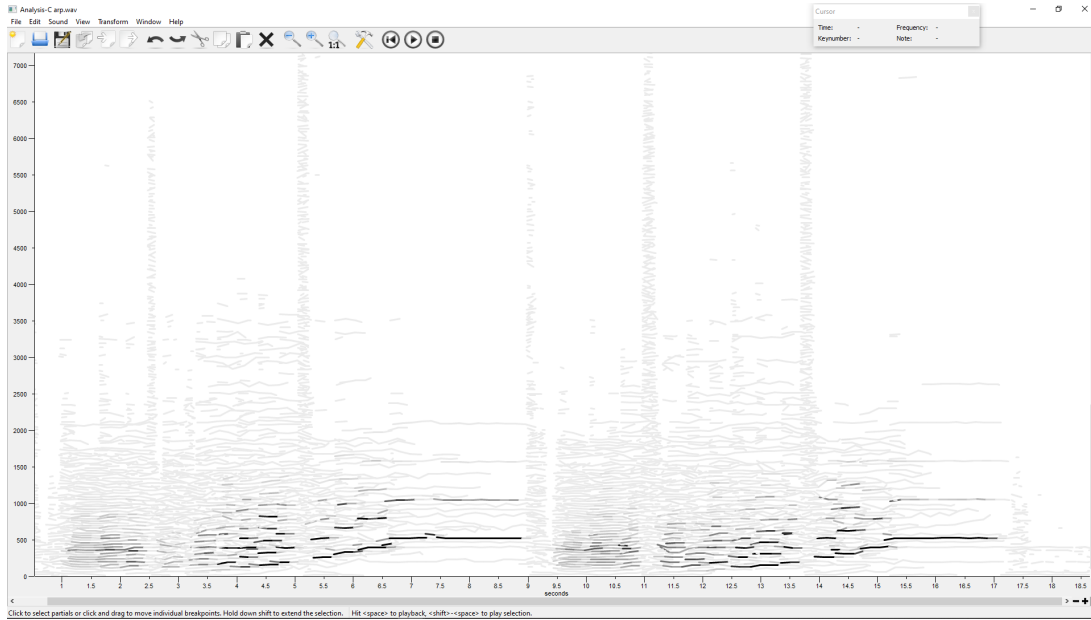 Analysis-C arp.wav
File Edit Sound View Transform Window Help
1:1
Cursor
Time: - Frequency: -
Keynumber: - Note: -
7000
6500
6000
5500
5000
4500
4000
3500
3000
2500
2000
1500
1000
500
0
1 1.5 2 2.5 3 3.5 4 4.5 5 5.5 6 6.5 7 7.5 8 8.5 9 9.5 10 10.5 11 11.5 12 12.5 13 13.5 14 14.5 15 15.5 16 16.5 17 17.5 18 18.5
seconds
Click to select partials or click and drag to move individual breakpoints. Hold down shift to extend the selection. Hit <space> to playback, <shift>-<space> to play selection.